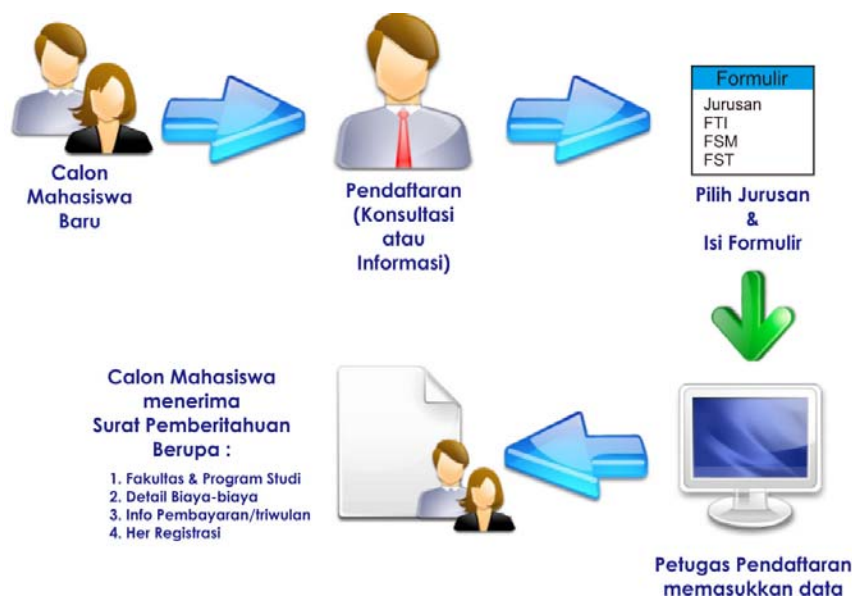 Calon
Mahasiswa
Baru
Pendaftaran
(Konsultasi
atau
Informasi)
Formulir
Jurusan
FTI
FSM
FST
Pilih Jurusan
&
Isi Formulir
Petugas Pendaftaran
memasukkan data
Calon Mahasiswa
menerima
Surat Pemberitahuan
Berupa :
1. Fakultas & Program Studi
2. Detail Biaya-biaya
3. Info Pembayaran/triwulan
4. Her Registrasi